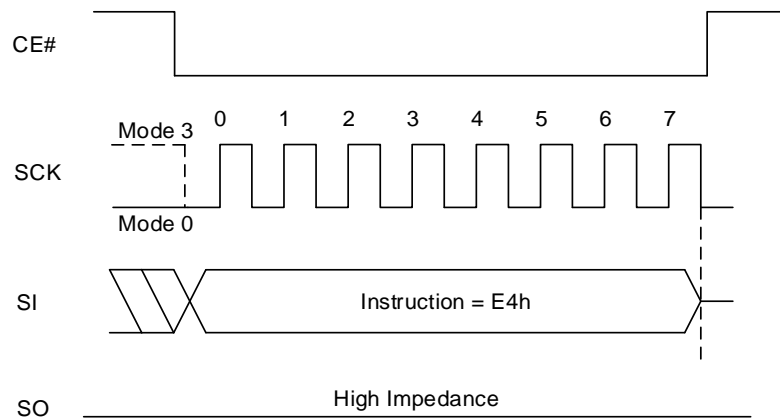 CE#
Mode 3
0 1 2 3 4 5 6 7
SCK
Mode 0
SI
Instruction = E4h
SO
High Impedance